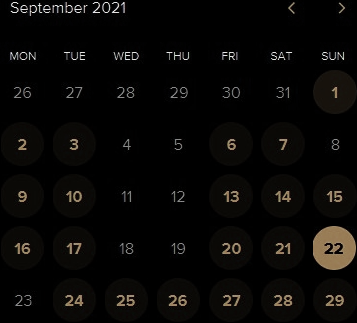 September 2021
MON TUE WED THU FRI SAT SUN
26 27 28 29 30 31 1
2 3 4 5 6 7 8
9 10 11 12 13 14 15
16 17 18 19 20 21 22
23 24 25 26 27 28 29